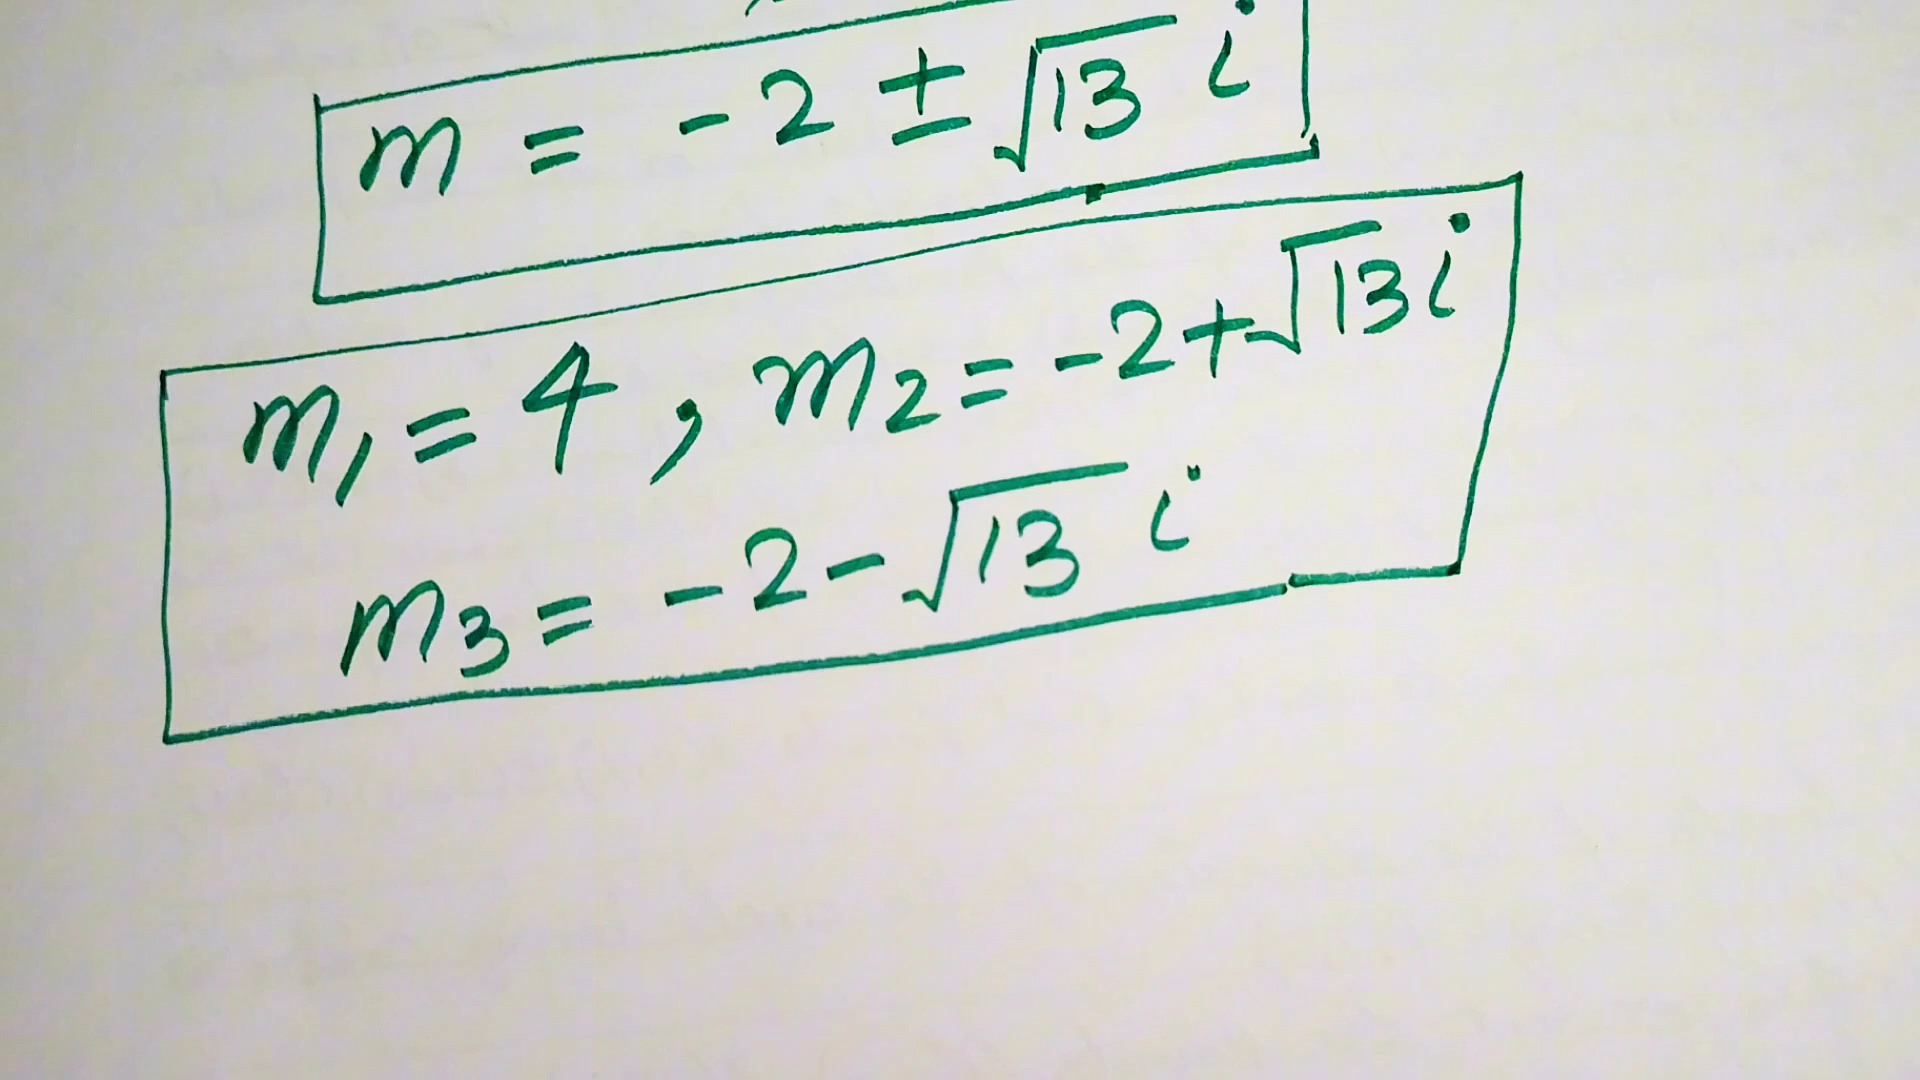 m = -2 ± √13 i
m₁ = 4 , m₂ = -2+√13 i
m₃ = -2-√13 i